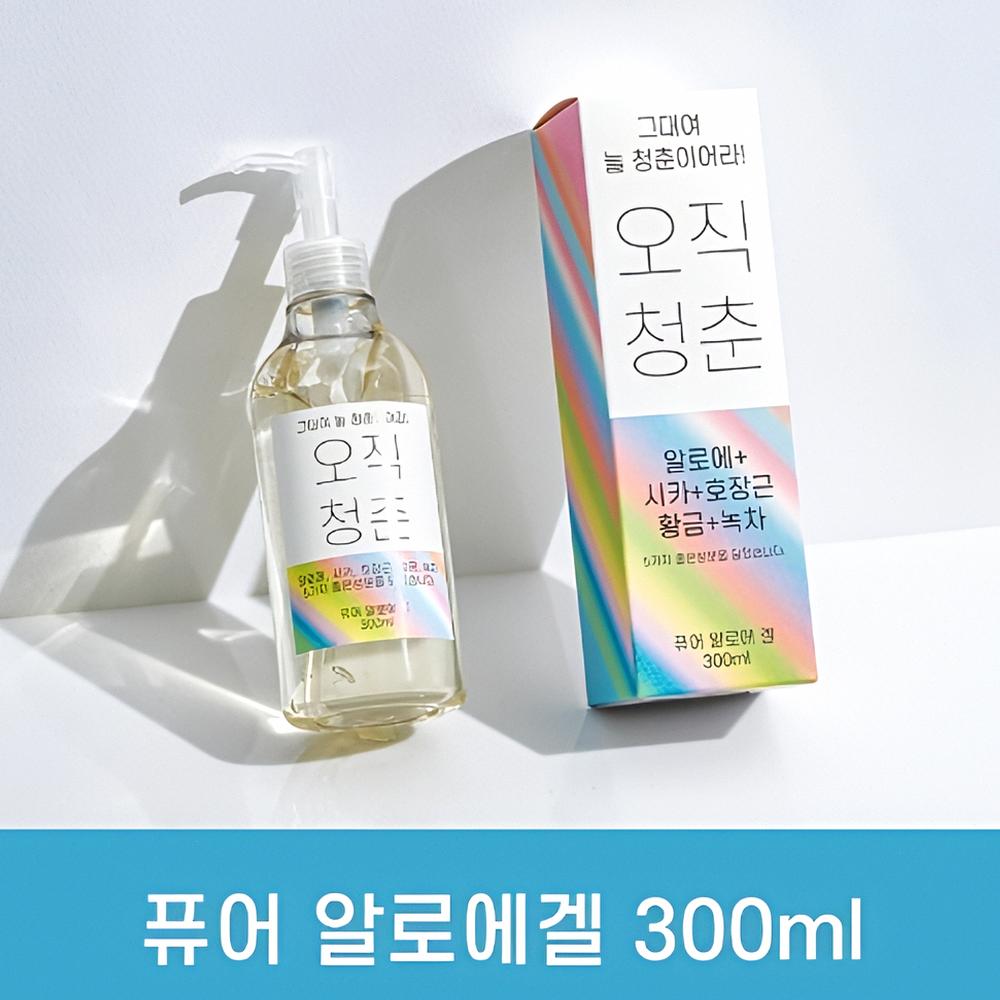 그대여
늘 청춘이어라!
오직
청춘
알로에+
시카+호장근
황금+녹차
퓨어 알로에 겔
300ml
오직
청춘
퓨어 알로에겔 300ml